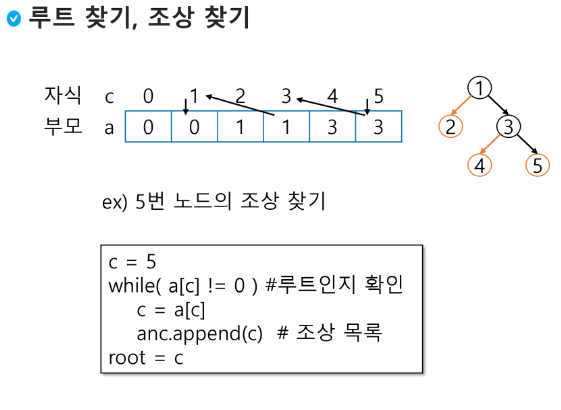 루트 찾기, 조상 찾기
자식 c 0 1 2 3 4 5
부모 a 0 0 1 1 3 3
1
2 3
4 5
ex) 5번 노드의 조상 찾기
c = 5
while( a[c] != 0 ) #루트인지 확인
c = a[c]
anc.append(c) # 조상 목록
root = c